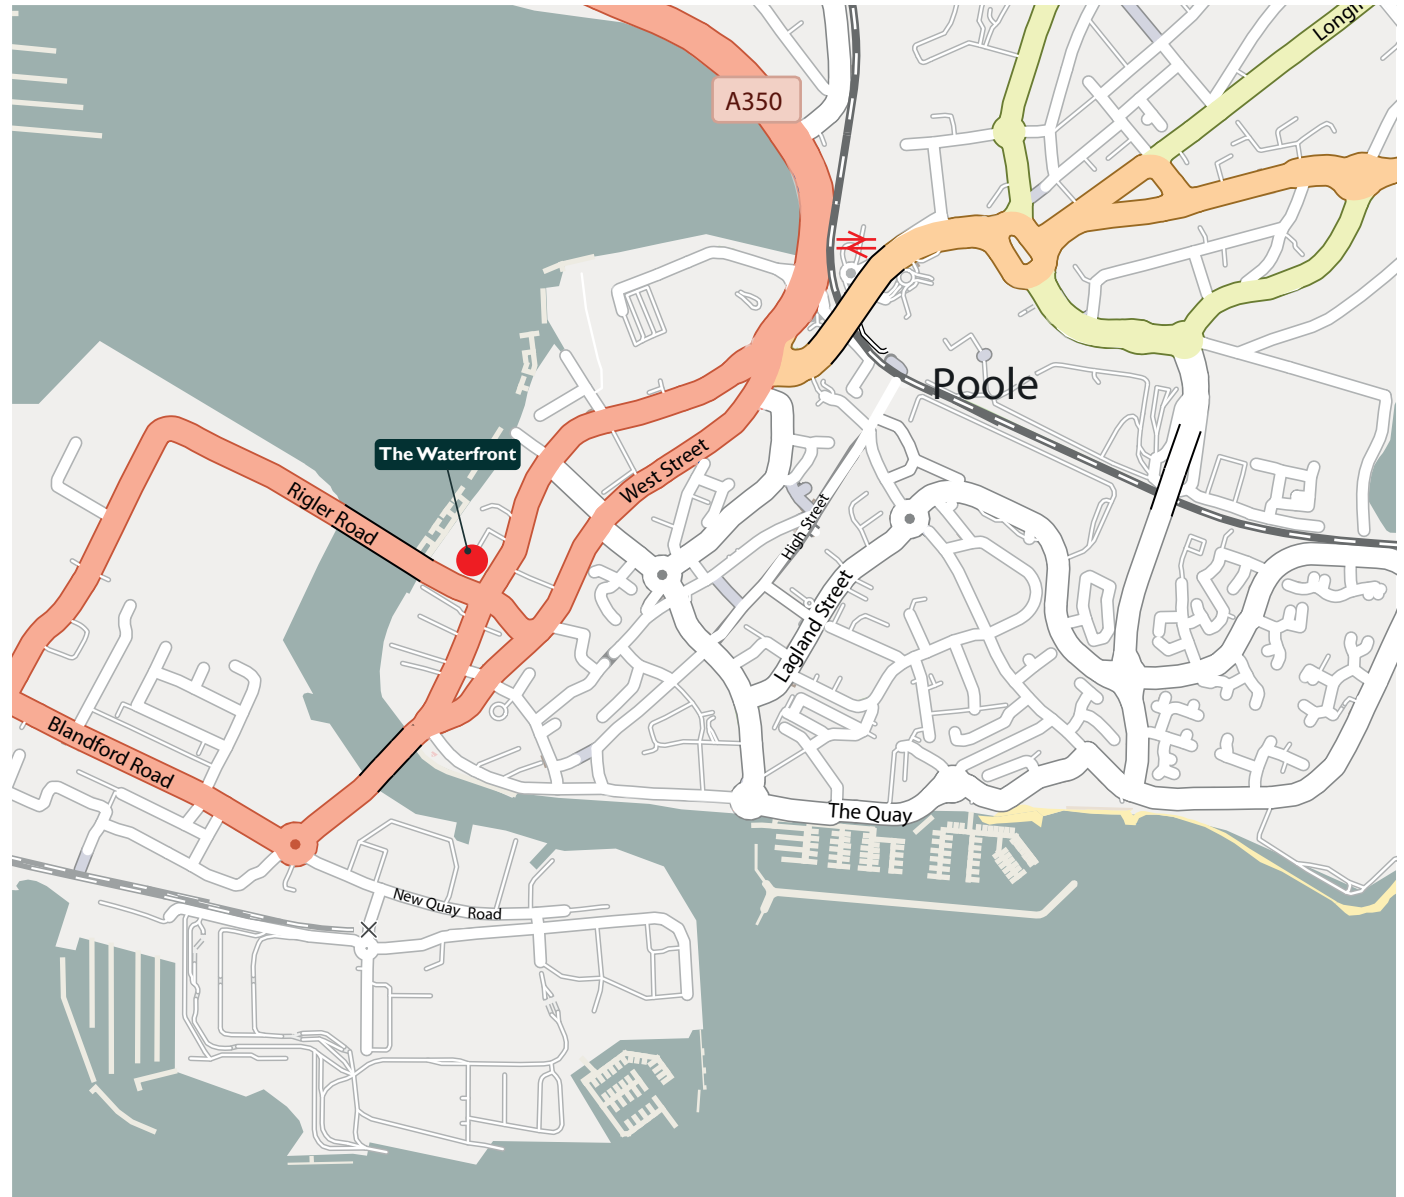 Longfl
A350
Poole
The Waterfront
West Street
Rigler Road
High Street
Lagland Street
Blandford Road
The Quay
New Quay Road